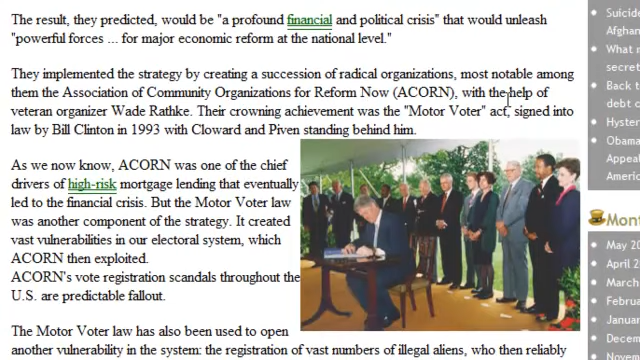 The result, they predicted, would be "a profound financial and political crisis" that would unleash
"powerful forces ... for major economic reform at the national level."
They implemented the strategy by creating a succession of radical organizations, most notable among
them the Association of Community Organizations for Reform Now (ACORN), with the help of
veteran organizer Wade Rathke. Their crowning achievement was the "Motor Voter" act, signed into
law by Bill Clinton in 1993 with Cloward and Piven standing behind him.
As we now know, ACORN was one of the chief
drivers of high-risk mortgage lending that eventually
led to the financial crisis. But the Motor Voter law
was another component of the strategy. It created
vast vulnerabilities in our electoral system, which
ACORN then exploited.
ACORN's vote registration scandals throughout the
U.S. are predictable fallout.
The Motor Voter law has also been used to open
another vulnerability in the system: the registration of vast numbers of illegal aliens, who then reliably
Suicide
Afghan
What
secret
Back t
debt
Hyster
Obama
Appea
Americ
Mont
May 20
April 2
March
Februa
Januar
Decem
Novem